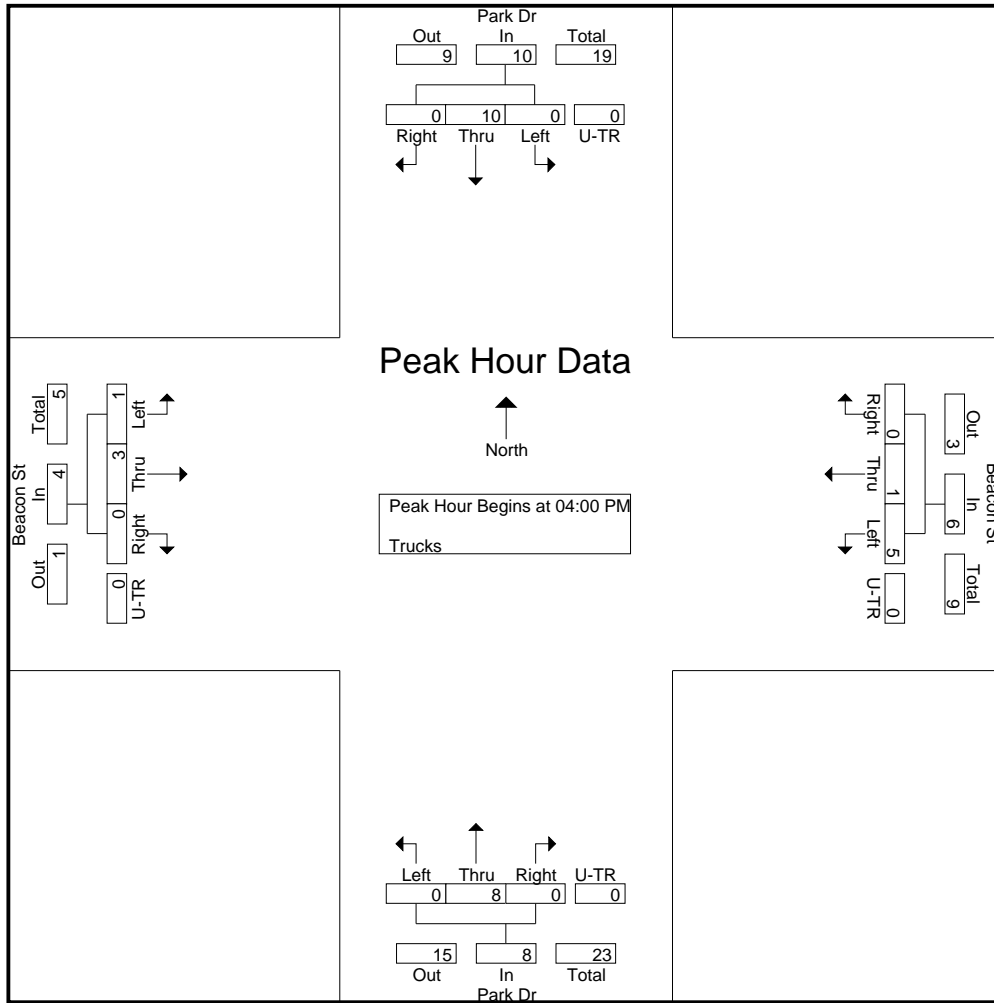 Park Dr
Out In Total
9 10 19
0 10 0 0
Right Thru Left U-TR
Peak Hour Data
North
Peak Hour Begins at 04:00 PM
Trucks
Beacon St
Total In Out
5 4 1
1 3 0 0
Left Thru Right U-TR
Right Thru Left U-TR
0 1 5 0
3 6 9
Out In Total
Beacon St
Left Thru Right U-TR
0 8 0 0
15 8 23
Out In Total
Park Dr